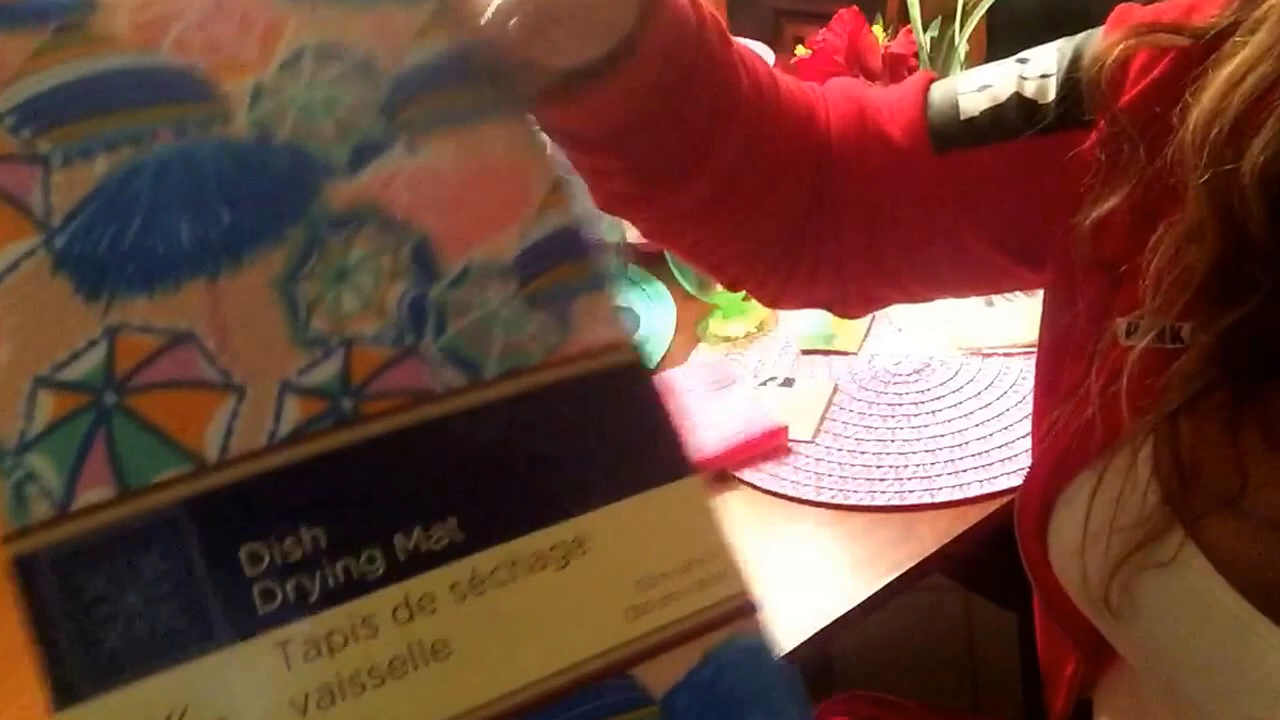 Dish
Drying Mat
Tapis de séchage
vaisselle